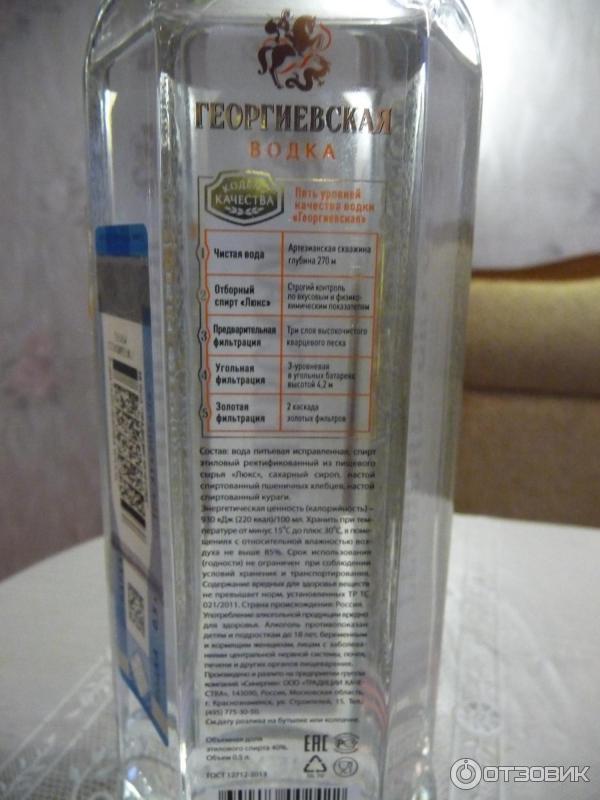 ГЕОРГИЕВСКАЯ
ВОДКА
КОДЕКС
КАЧЕСТВА
Пять уровней
качества водки
«Георгиевская»
1 Чистая вода
Артезианская скважина
глубина 270 м
2 Отборный
спирт «Люкс»
Строгий контроль
по вкусовым и физико-
химическим показателям
3 Предварительная
фильтрация
Три слоя высокочистого
кварцевого песка
4 Угольная
фильтрация
3-уровневая
в угольных батареях
высотой 4,2 м
5 Золотая
фильтрация
2 каскада
золотых фильтров
Состав: вода питьевая исправленная, спирт
этиловый ректификованный из пищевого
сырья «Люкс», сахарный сироп, настой
спиртованный пшеничных хлебцев, настой
спиртованный кураги.
Энергетическая ценность (калорийность) –
930 кДж (220 ккал)/100 мл. Хранить при тем-
пературе от минус 15°С до плюс 30°С, в поме-
щениях с относительной влажностью воз-
духа не выше 85%. Срок использования
(годности) не ограничен при соблюдении
условий хранения и транспортирования.
Содержание вредных для здоровья веществ
не превышает норм, установленных ТР ТС
021/2011. Страна происхождения: Россия.
Употребление алкогольной продукции вредно
для здоровья. Алкоголь противопоказан
детям и подросткам до 18 лет, беременным
и кормящим женщинам, лицам с заболева-
ниями центральной нервной системы, почек,
печени и других органов пищеварения.
Произведено и разлито на предприятии группы
компаний «Синергия»: ООО «ТРАДИЦИИ КАЧЕ-
СТВА», 143090, Россия, Московская область,
г. Краснознаменск, ул. Строителей, 15. Тел.
(495) 775-30-50.
См.дату розлива на бутылке или колпачке.
Объемная доля
этилового спирта 40%.
Объем 0,5 л.
ЕАС
РСТ
ГОСТ 12712-2013
ОТЗОВИК